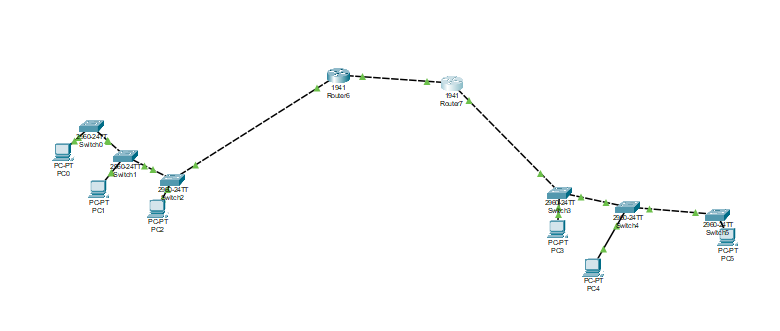 1941
Router6
1941
Router7
2960-24TT
Switch0
PC-PT
PC0
2960-24TT
Switch1
PC-PT
PC1
2960-24TT
Switch2
PC-PT
PC2
2960-24TT
Switch3
PC-PT
PC3
2960-24TT
Switch4
PC-PT
PC4
2960-24TT
Switch5
PC-PT
PC5